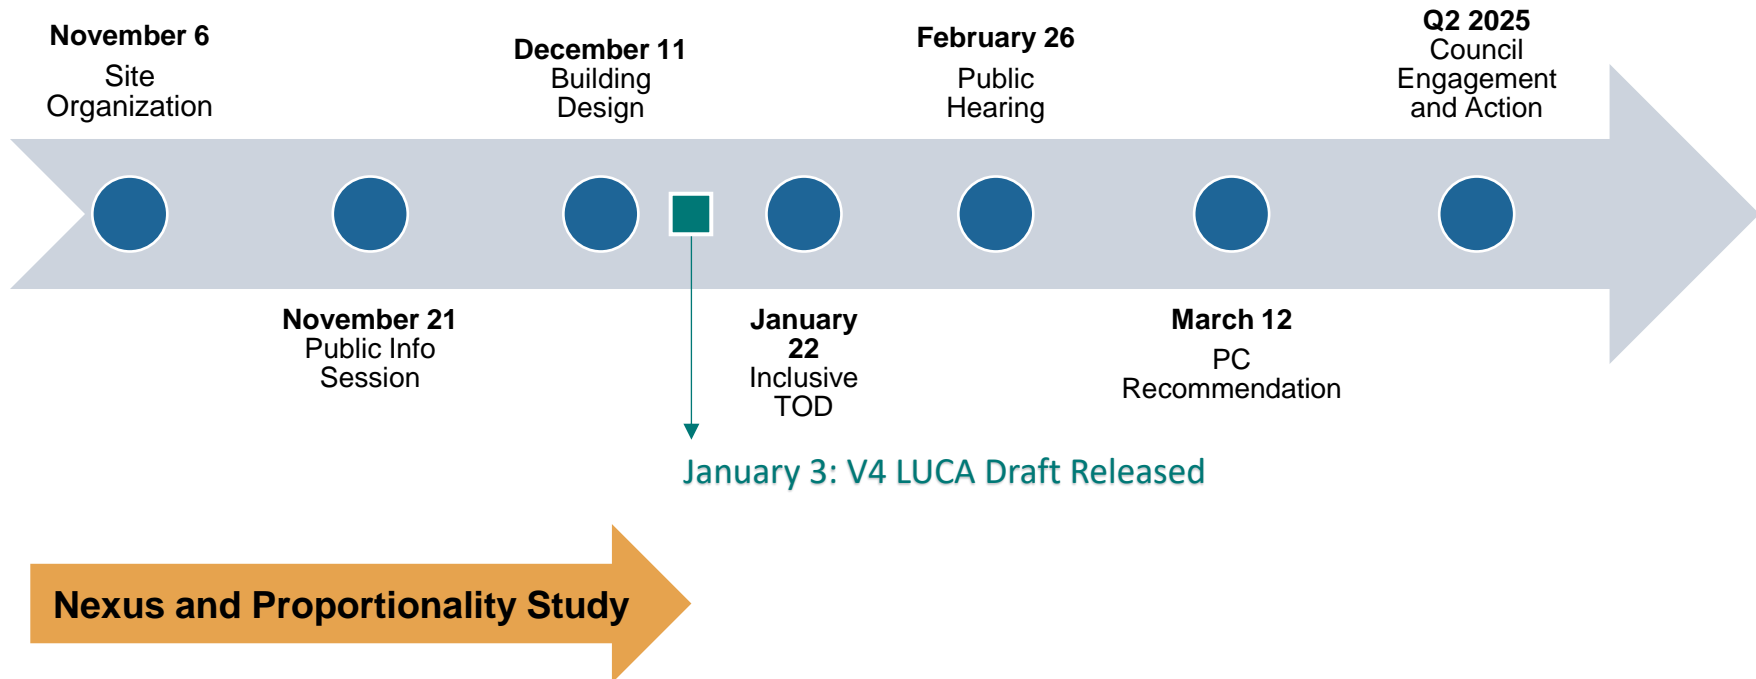 November 6
Site
Organization
November 21
Public Info
Session
December 11
Building
Design
January 3: V4 LUCA Draft Released
January
22
Inclusive
TOD
February 26
Public
Hearing
March 12
PC
Recommendation
Q2 2025
Council
Engagement
and Action
Nexus and Proportionality Study